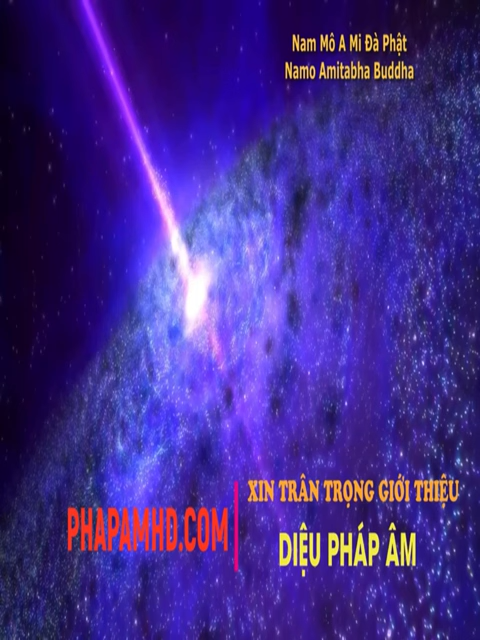 Nam Mô A Mi Đà Phật
Namo Amitabha Buddha
XIN TRÂN TRỌNG GIỚI THIỆU
PHAPAMHD.COM
DIỆU PHÁP ÂM